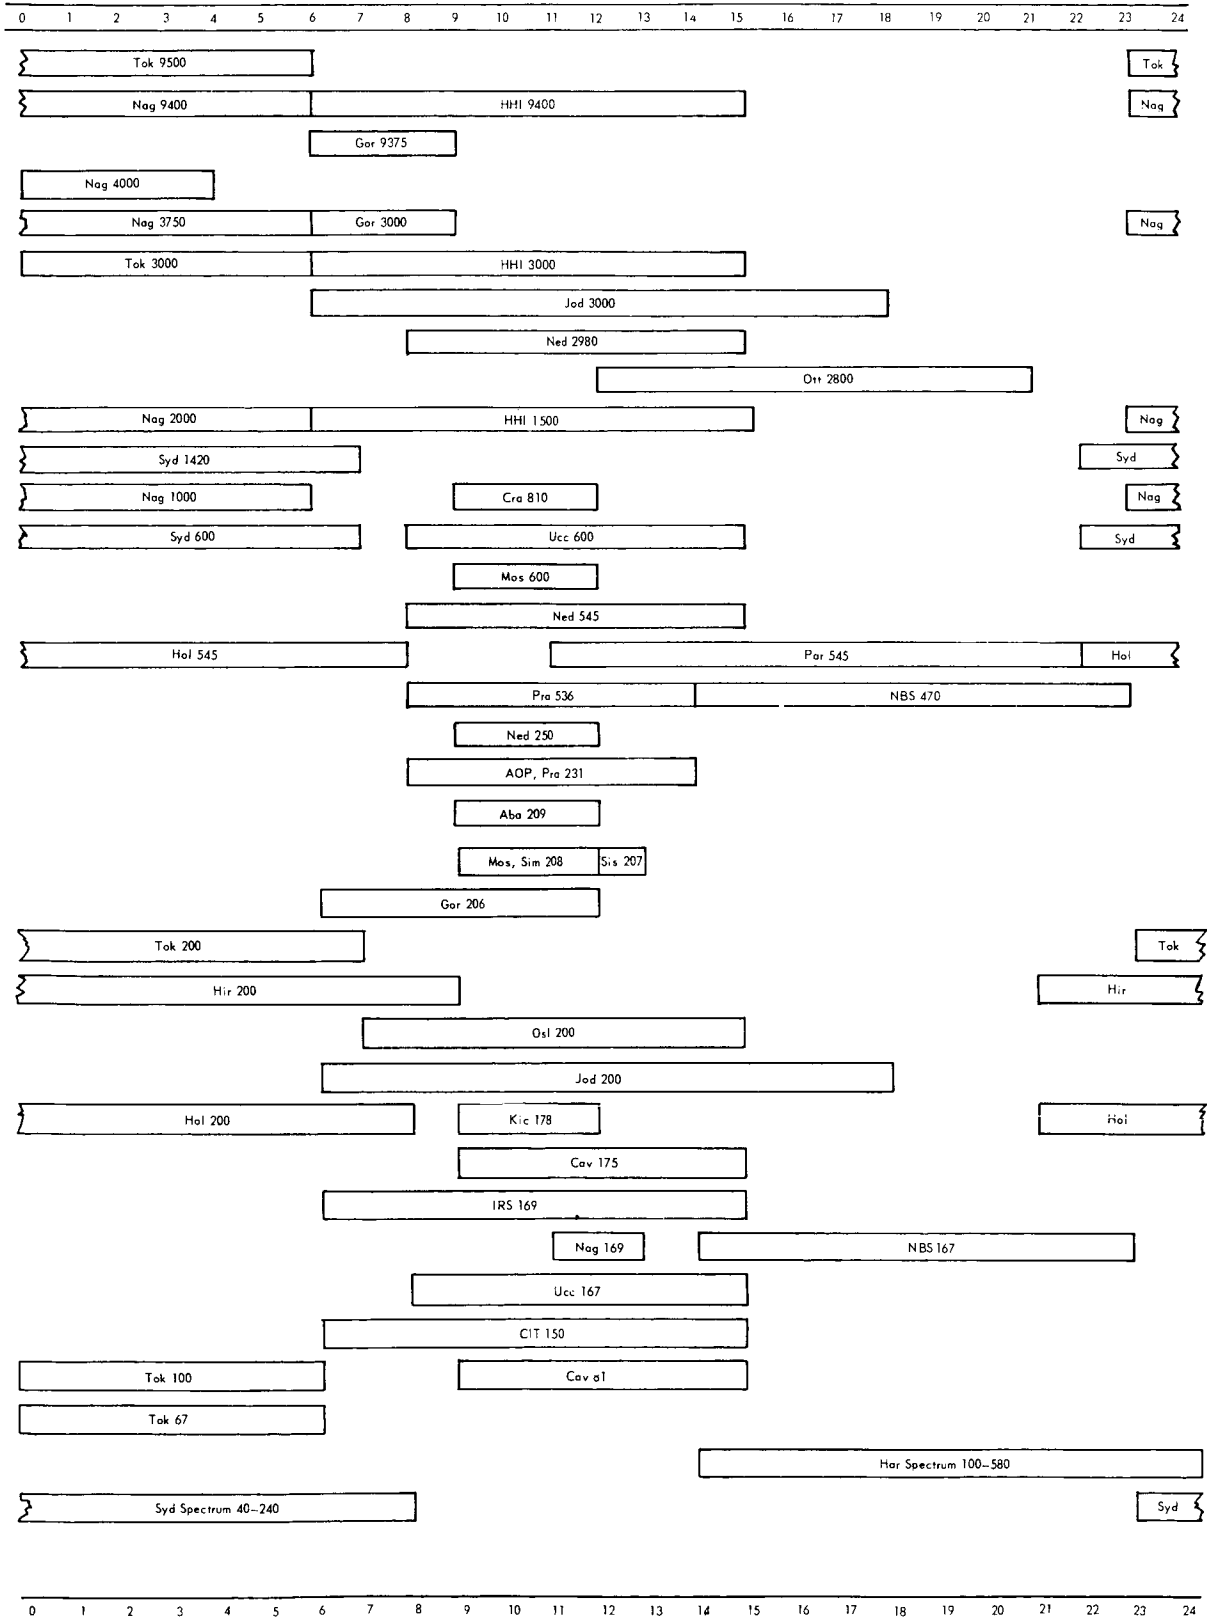 0 1 2 3 4 5 6 7 8 9 10 11 12 13 14 15 16 17 18 19 20 21 22 23 24
Tok 9500 Tok
Nag 9400 HHI 9400 Nag
Gor 9375
Nag 4000
Nag 3750 Gor 3000 Nag
Tok 3000 HHI 3000
Jod 3000
Ned 2980
Ott 2800
Nag 2000 HHI 1500 Nag
Syd 1420 Syd
Nag 1000 Cra 810 Nag
Syd 600 Ucc 600 Syd
Mos 600
Ned 545
Hol 545 Par 545 Hol
Pra 536 NBS 470
Ned 250
AOP, Pra 231
Aba 209
Mos, Sim 208 Sis 207
Gor 206
Tok 200 Tok
Hir 200 Hir
Osl 200
Jod 200
Hol 200 Kic 178 Hol
Cav 175
IRS 169
Nag 169 NBS 167
Ucc 167
CIT 150
Tok 100 Cav 81
Tok 67
Har Spectrum 100–580
Syd Spectrum 40–240 Syd
0 1 2 3 4 5 6 7 8 9 10 11 12 13 14 15 16 17 18 19 20 21 22 23 24